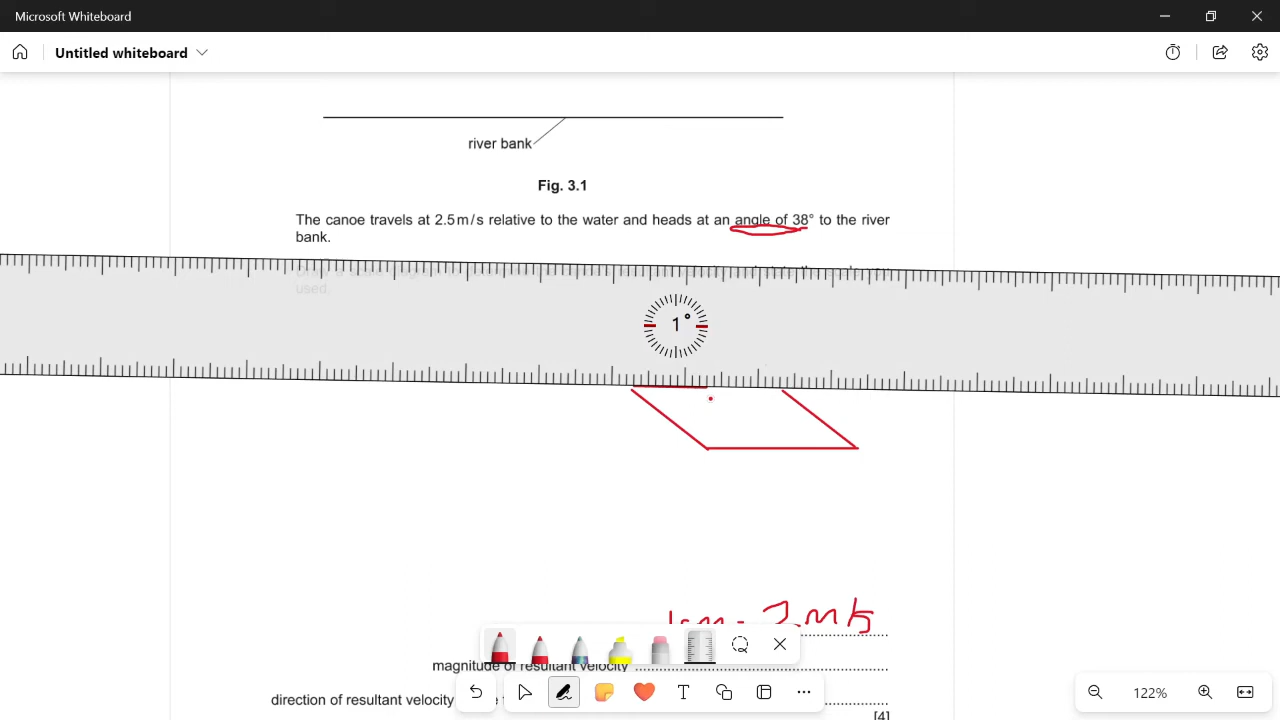 Microsoft Whiteboard
Untitled whiteboard
river bank
Fig. 3.1
The canoe travels at 2.5 m/s relative to the water and heads at an angle of 38° to the river
bank.
used.
1°
2m/s
magnitude of resultant velocity
direction of resultant velocity
[4]
122%